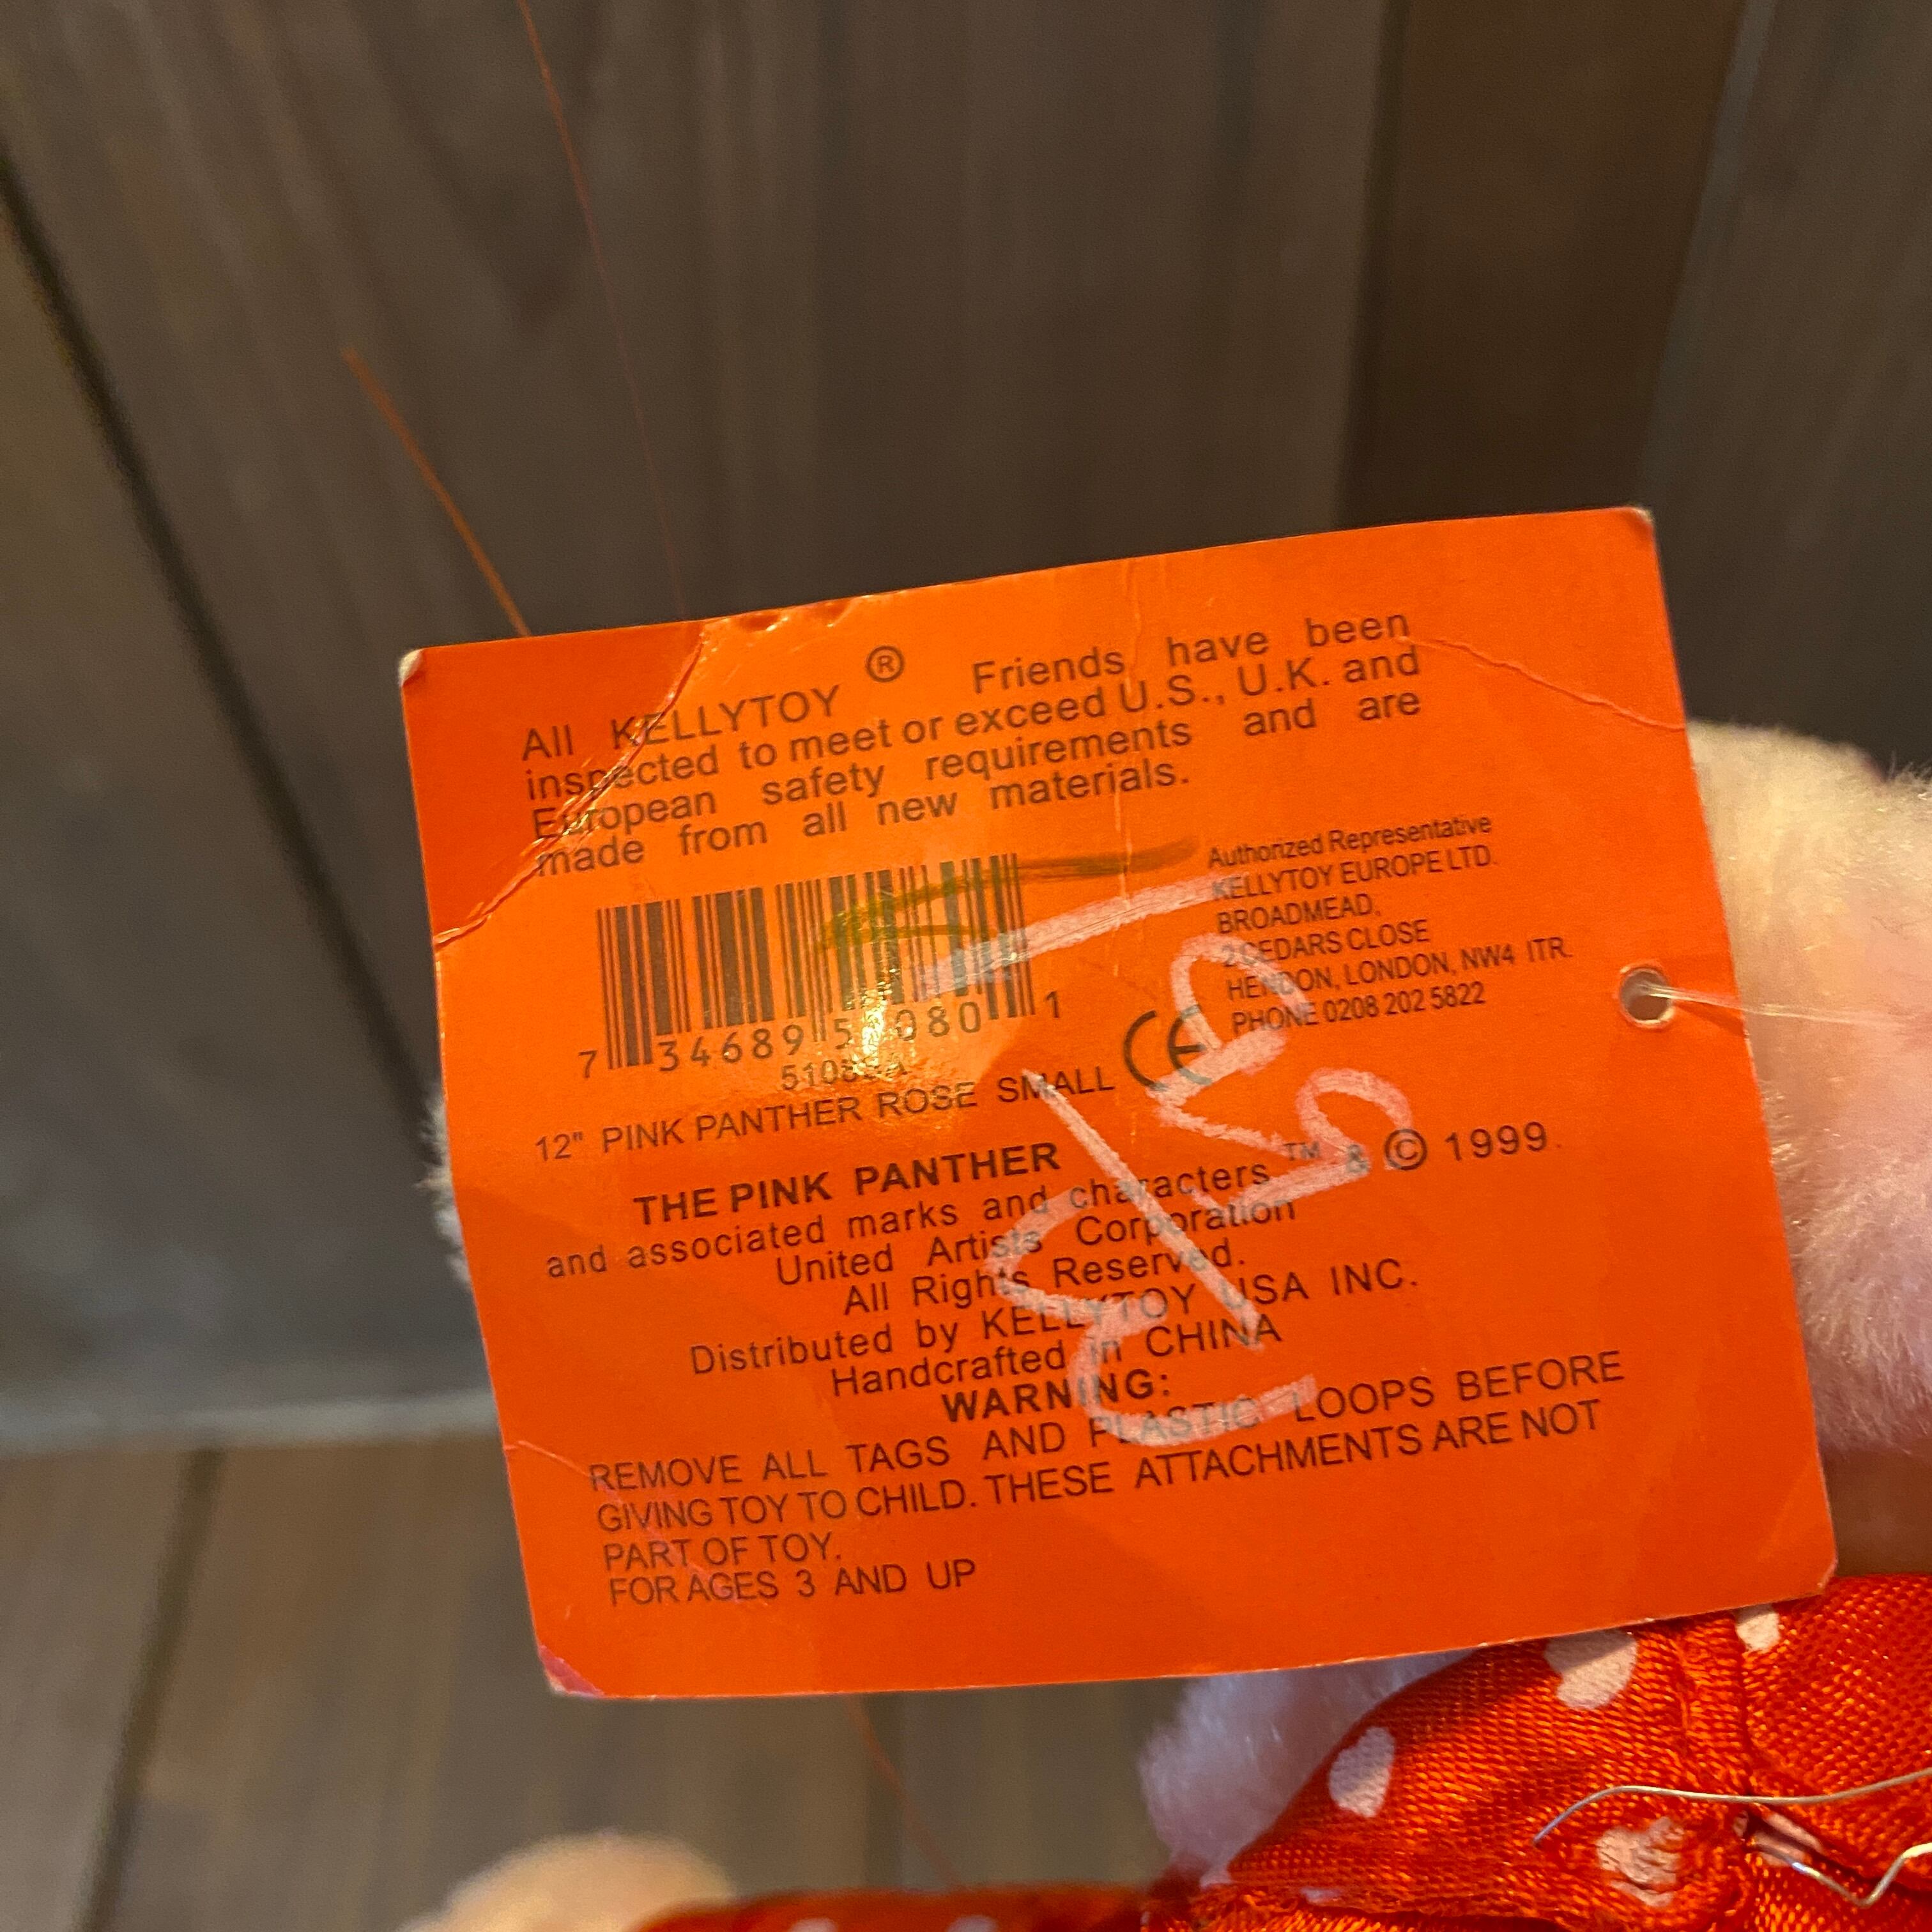 All KELLYTOY ® Friends have been
inspected to meet or exceed U.S., U.K. and
European safety requirements and are
made from all new materials.
Authorized Representative
KELLYTOY EUROPE LTD.
BROADMEAD,
2 CEDARS CLOSE
HENDON, LONDON, NW4 ITR.
PHONE 0208 202 5822
7 34689 51080 1
CE
12" PINK PANTHER ROSE SMALL
THE PINK PANTHER
and associated marks and characters TM & © 1999.
United Artists Corporation
All Rights Reserved.
Distributed by KELLYTOY USA INC.
Handcrafted in CHINA
WARNING:
REMOVE ALL TAGS AND PLASTIC LOOPS BEFORE
GIVING TOY TO CHILD. THESE ATTACHMENTS ARE NOT
PART OF TOY.
FOR AGES 3 AND UP